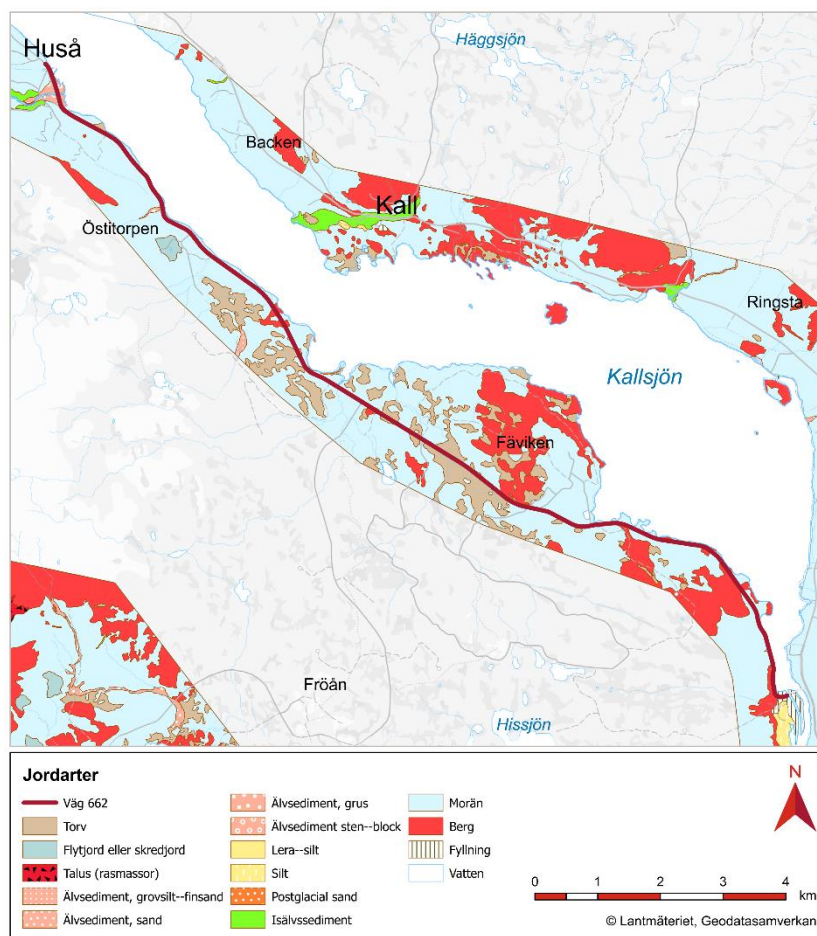 Häggsjön
Huså
Backen
Kall
Östitorpen
Ringsta
Kallsjön
Fäviken
Fröån
Hissjön
Jordarter
Väg 662
Torv
Flytjord eller skredjord
Talus (rasmassor)
Älvsediment, grovsilt--finsand
Älvsediment, sand
Älvsediment, grus
Älvsediment sten--block
Lera--silt
Silt
Postglacial sand
Isälvssediment
Morän
Berg
Fyllning
Vatten
N
0 1 2 3 4
km
© Lantmäteriet, Geodatasamverkan